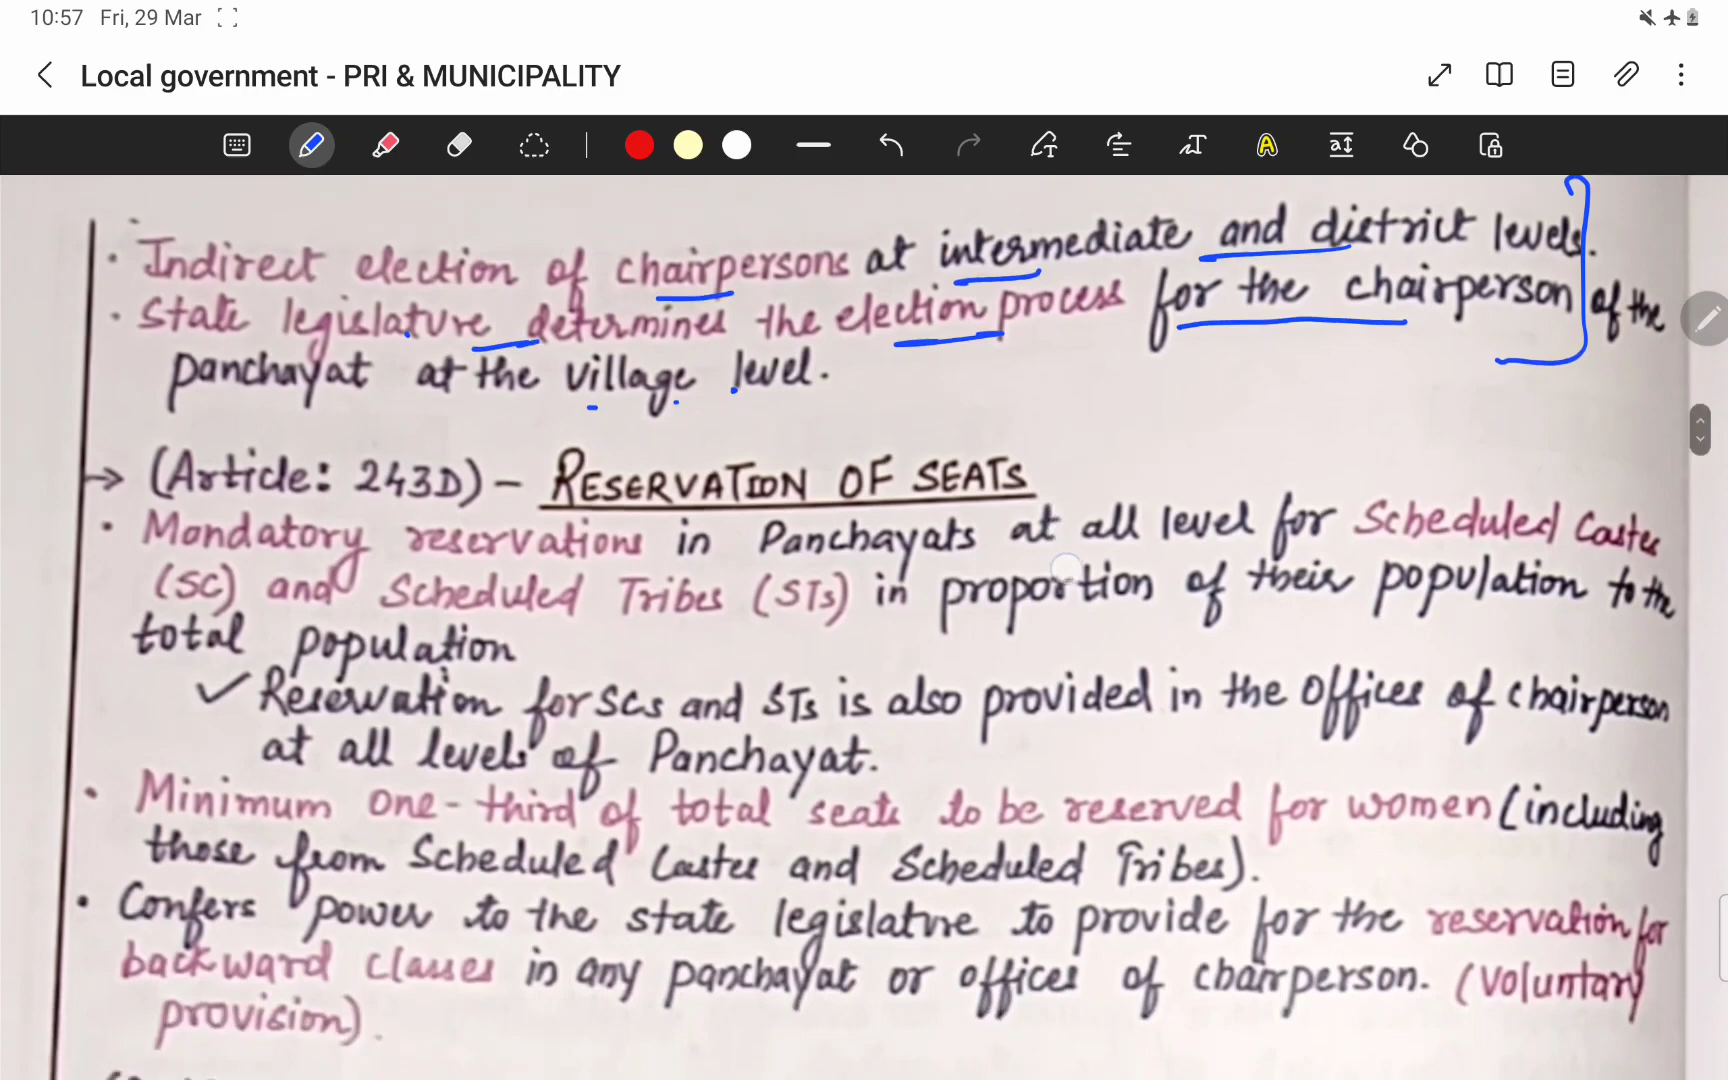 10:57 Fri, 29 Mar
Local government - PRI & MUNICIPALITY
· Indirect election of chairpersons at intermediate and district levels.
· State legislature determines the election process for the chairperson of the
panchayat at the village level.
→ (Article: 243D) - RESERVATION OF SEATS
· Mandatory reservations in Panchayats at all level for Scheduled Castes
(SC) and Scheduled Tribes (STs) in proportion of their population to the
total population
✓ Reservation for SCs and STs is also provided in the offices of chairperson
at all levels of Panchayat.
· Minimum one-third of total seats to be reserved for women (including
those from Scheduled Castes and Scheduled Tribes).
· Confers power to the state legislature to provide for the reservation for
backward classes in any panchayat or offices of chairperson. (Voluntary
provision).